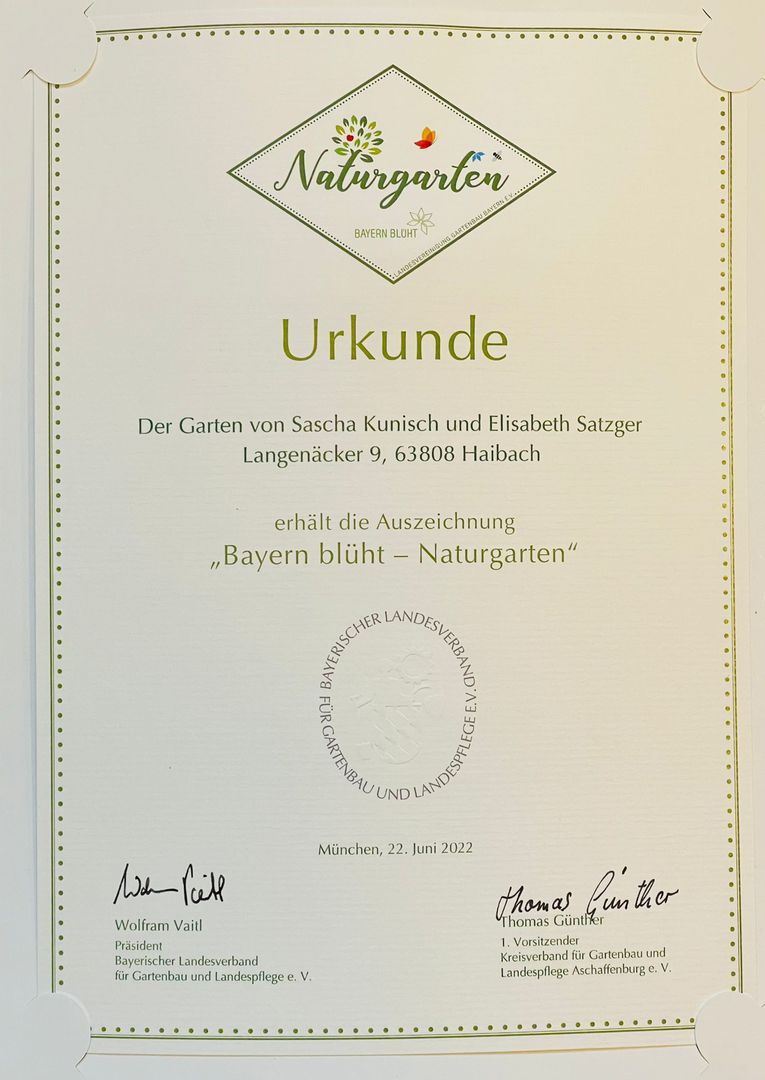 Naturgarten
BAYERN BLÜHT
LANDESVEREINIGUNG GARTENBAU BAYERN E.V.
Urkunde
Der Garten von Sascha Kunisch und Elisabeth Satzger
Langenäcker 9, 63808 Haibach
erhält die Auszeichnung
„Bayern blüht – Naturgarten“
BAYERISCHER LANDESVERBAND
FÜR GARTENBAU UND LANDESPFLEGE E.V.
München, 22. Juni 2022
Thomas Günther
Wolfram Vaitl
Präsident
Bayerischer Landesverband
für Gartenbau und Landespflege e. V.
Thomas Günther
1. Vorsitzender
Kreisverband für Gartenbau und
Landespflege Aschaffenburg e. V.